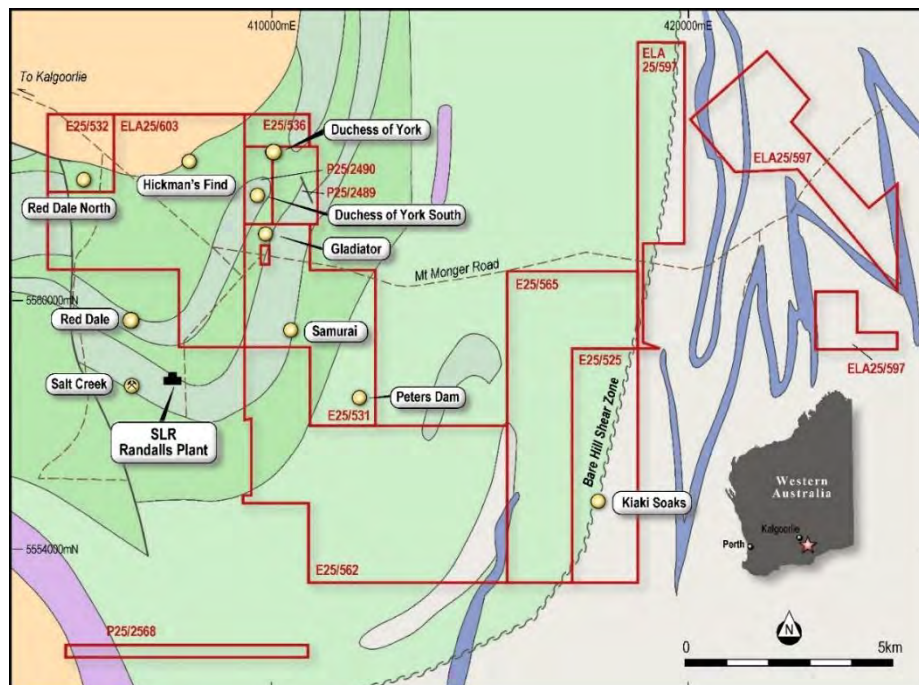 410000mE
420000mE
To Kalgoorlie
ELA
25/597
E25/532
ELA25/603
E25/536
Duchess of York
P25/2490
ELA25/597
Hickman's Find
P25/2489
Red Dale North
Duchess of York South
Gladiator
Mt Monger Road
E25/565
6560000mN
Red Dale
Samurai
E25/525
ELA25/597
Salt Creek
Peters Dam
E25/531
SLR
Randalls Plant
Bare Hill Shear Zone
Western
Australia
Kiaki Soaks
Kalgoorlie
Perth
5554000mN
E25/562
N
P25/2568
0
5km